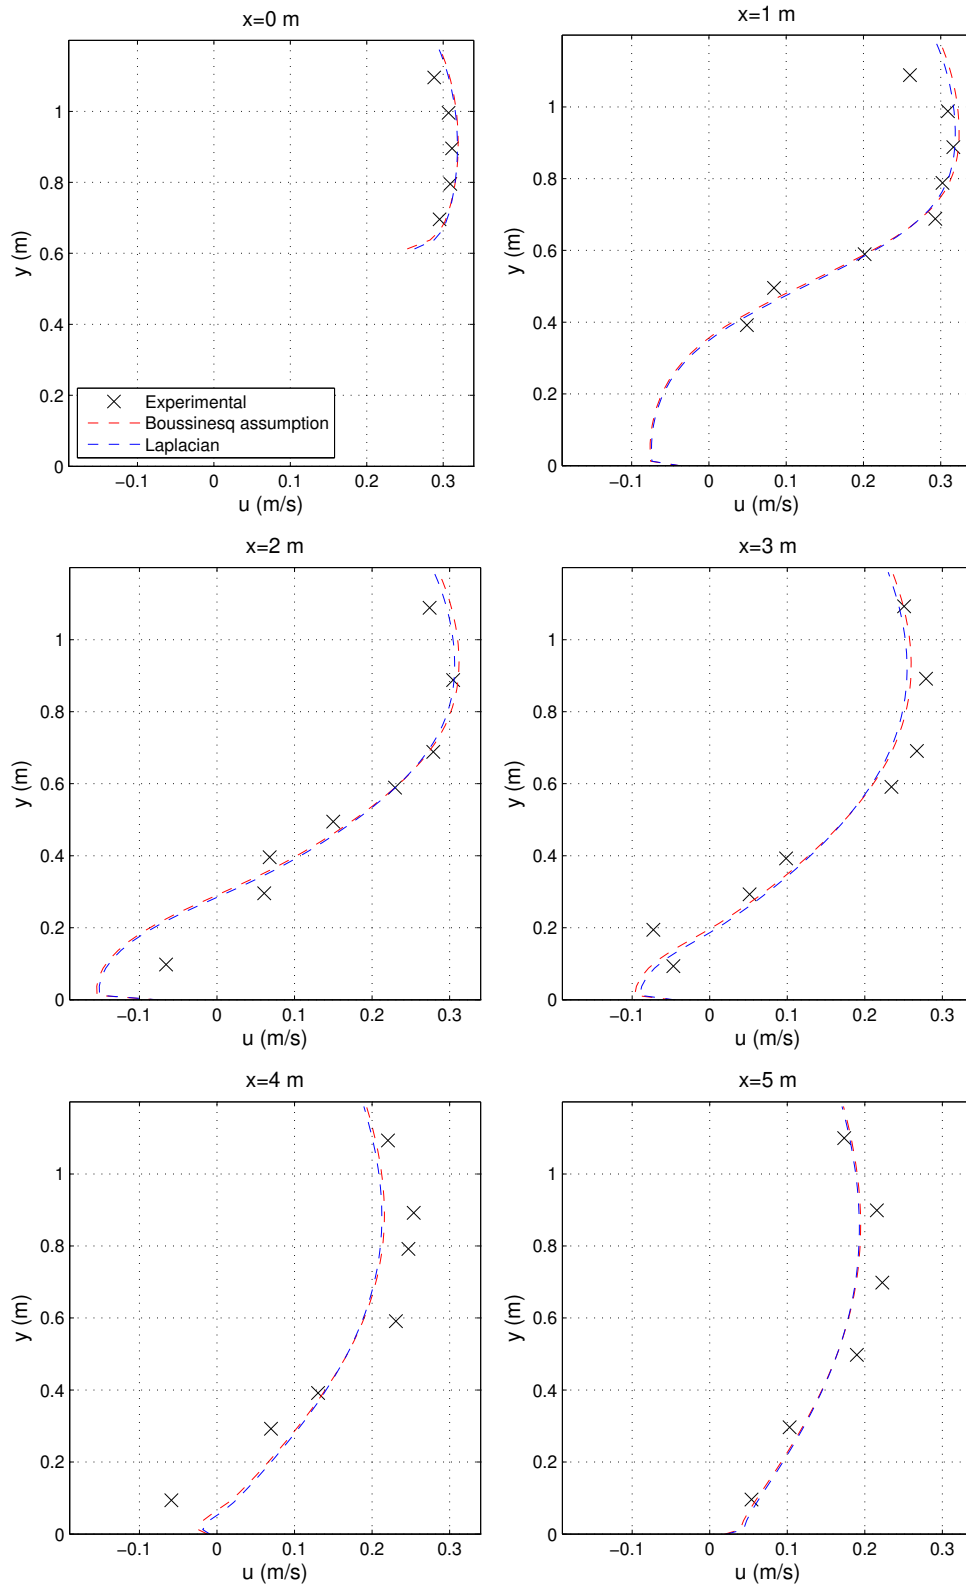 x=0 m
y (m)
1
0.8
0.6
0.4
0.2
0
−0.1 0 0.1 0.2 0.3
u (m/s)
Experimental
Boussinesq assumption
Laplacian
x=1 m
y (m)
1
0.8
0.6
0.4
0.2
0
−0.1 0 0.1 0.2 0.3
u (m/s)
x=2 m
y (m)
1
0.8
0.6
0.4
0.2
0
−0.1 0 0.1 0.2 0.3
u (m/s)
x=3 m
y (m)
1
0.8
0.6
0.4
0.2
0
−0.1 0 0.1 0.2 0.3
u (m/s)
x=4 m
y (m)
1
0.8
0.6
0.4
0.2
0
−0.1 0 0.1 0.2 0.3
u (m/s)
x=5 m
y (m)
1
0.8
0.6
0.4
0.2
0
−0.1 0 0.1 0.2 0.3
u (m/s)